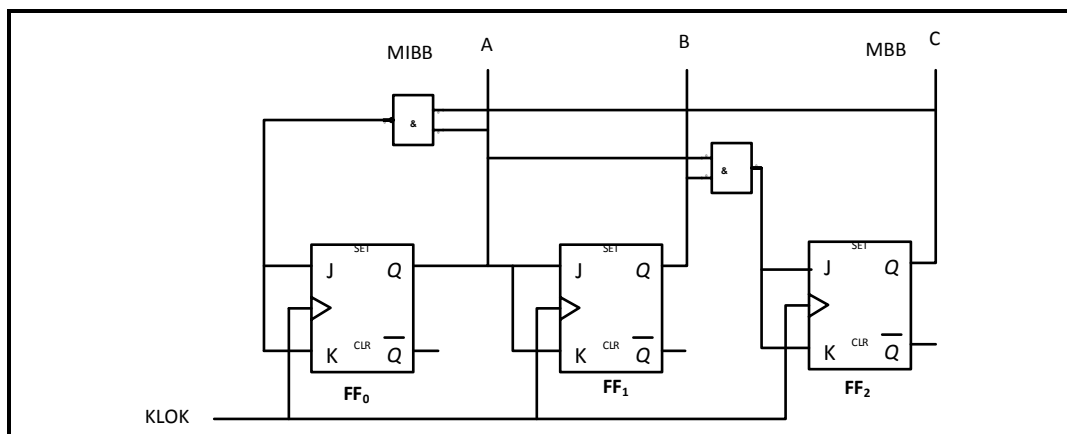 MIBB A B MBB C
&
&
SET SET SET
J Q J Q J Q
K CLR Q K CLR Q K CLR Q
FF₀ FF₁ FF₂
KLOK